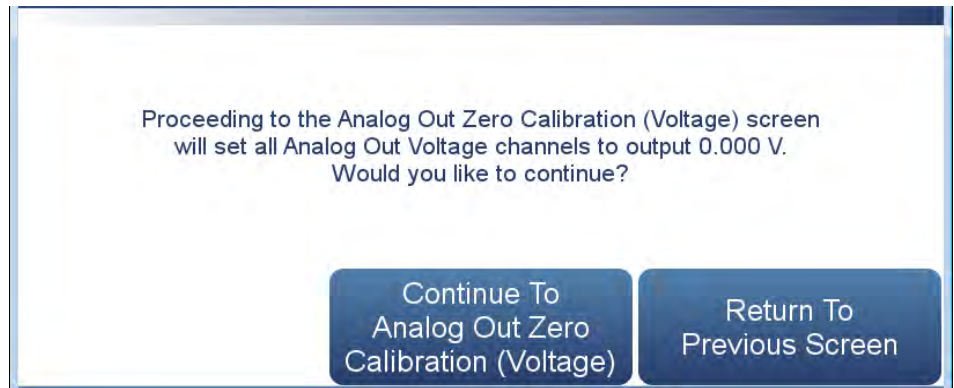 Proceeding to the Analog Out Zero Calibration (Voltage) screen
will set all Analog Out Voltage channels to output 0.000 V.
Would you like to continue?
Continue To
Analog Out Zero
Calibration (Voltage)
Return To
Previous Screen